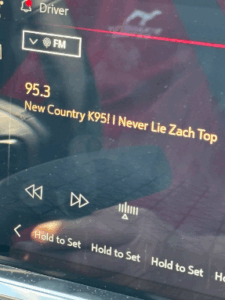 Driver
FM
95.3
New Country K95! I Never Lie Zach Top
Hold to Set Hold to Set Hold to Set Ho